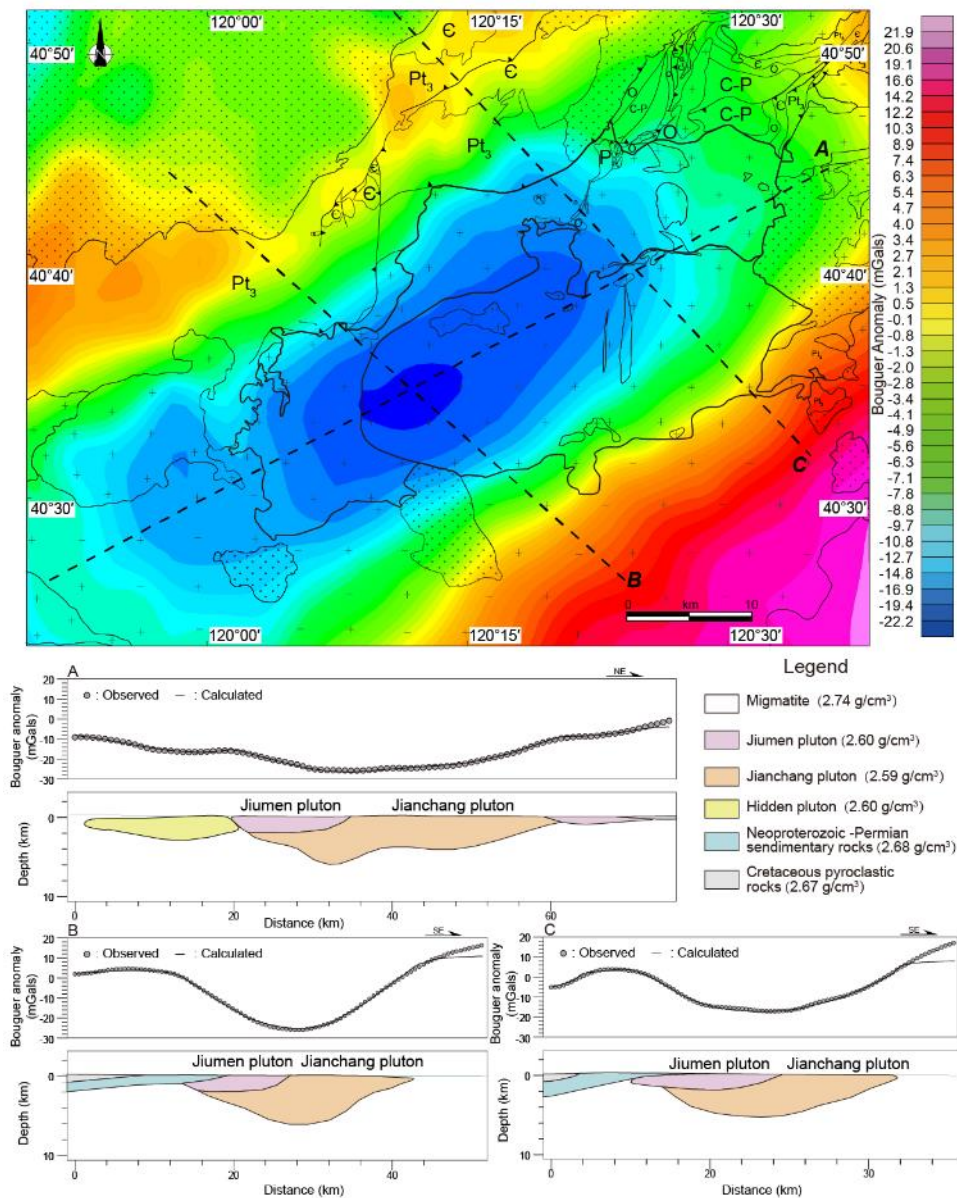 120°00′ 120°15′ 120°30′
40°50′ 40°50′
N
Є
Pt3
Є
Pt3
Є
Є
Pt3
O
C-P
C-P
C-P
O
P
Є
Pt3
A
40°40′ 40°40′
C
40°30′ 40°30′
B
0 km 10
120°00′ 120°15′ 120°30′
Bouguer Anomaly (mGals)
21.9
20.6
19.1
16.6
14.2
10.3
8.9
7.4
6.3
5.4
4.7
4.0
3.4
2.7
2.1
1.3
0.5
-0.1
-0.8
-1.3
-2.0
-2.8
-3.4
-4.1
-4.9
-5.6
-6.3
-7.1
-7.8
-8.8
-9.7
-10.8
-12.7
-14.8
-16.9
-19.4
-22.2
A
Bouguer anomaly
(mGals)
20
10
0
-10
-20
-30
: Observed — : Calculated
NE
Jiumen pluton Jianchang pluton
Depth (km)
0
10
0 20 40 60
Distance (km)
Legend
Migmatite (2.74 g/cm³)
Jiumen pluton (2.60 g/cm³)
Jianchang pluton (2.59 g/cm³)
Hidden pluton (2.60 g/cm³)
Neoproterozoic -Permian
sendimentary rocks (2.68 g/cm³)
Cretaceous pyroclastic
rocks (2.67 g/cm³)
B
Bouguer anomaly
(mGals)
20
10
0
-10
-20
-30
: Observed — : Calculated
SE
Jiumen pluton Jianchang pluton
Depth (km)
0
10
0 20 40
Distance (km)
C
Bouguer anomaly
(mGals)
20
10
0
-10
-20
-30
: Observed — : Calculated
SE
Jiumen pluton Jianchang pluton
Depth (km)
0
10
0 20 30
Distance (km)